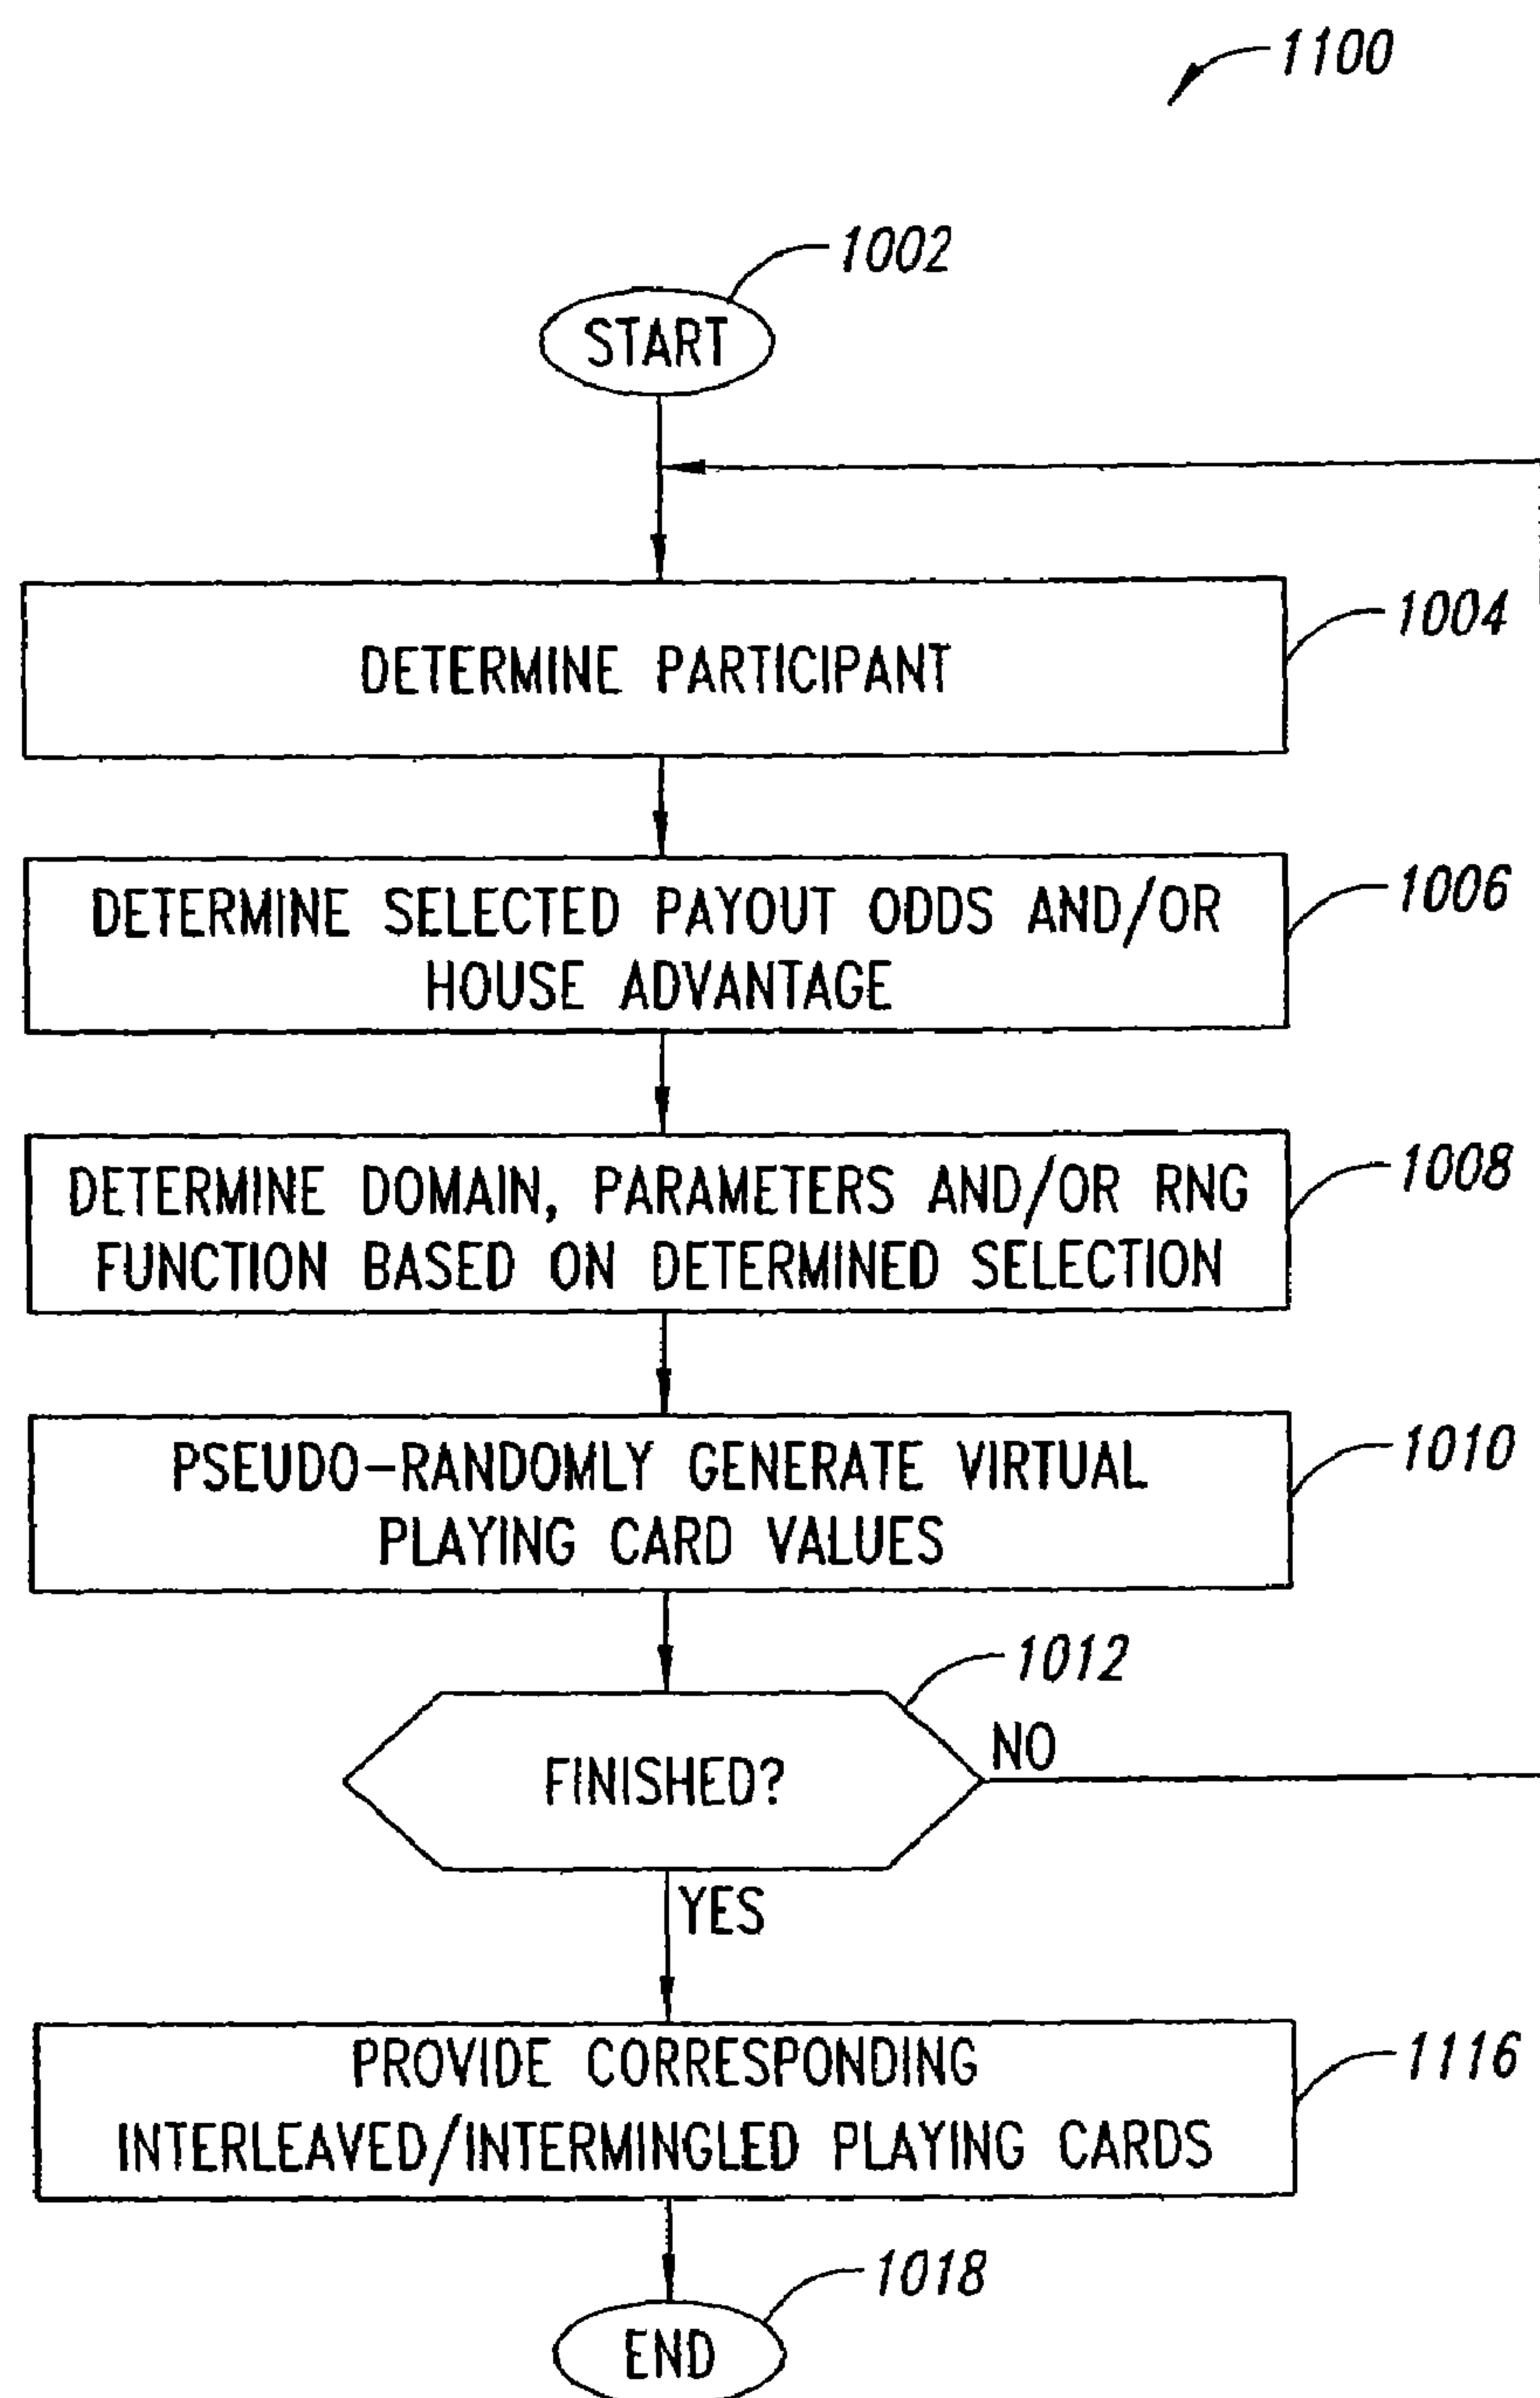 1100
1002
START
1004
DETERMINE PARTICIPANT
1006
DETERMINE SELECTED PAYOUT ODDS AND/OR
HOUSE ADVANTAGE
1008
DETERMINE DOMAIN, PARAMETERS AND/OR RNG
FUNCTION BASED ON DETERMINED SELECTION
1010
PSEUDO-RANDOMLY GENERATE VIRTUAL
PLAYING CARD VALUES
1012
NO
FINISHED?
YES
1116
PROVIDE CORRESPONDING
INTERLEAVED/INTERMINGLED PLAYING CARDS
1018
END